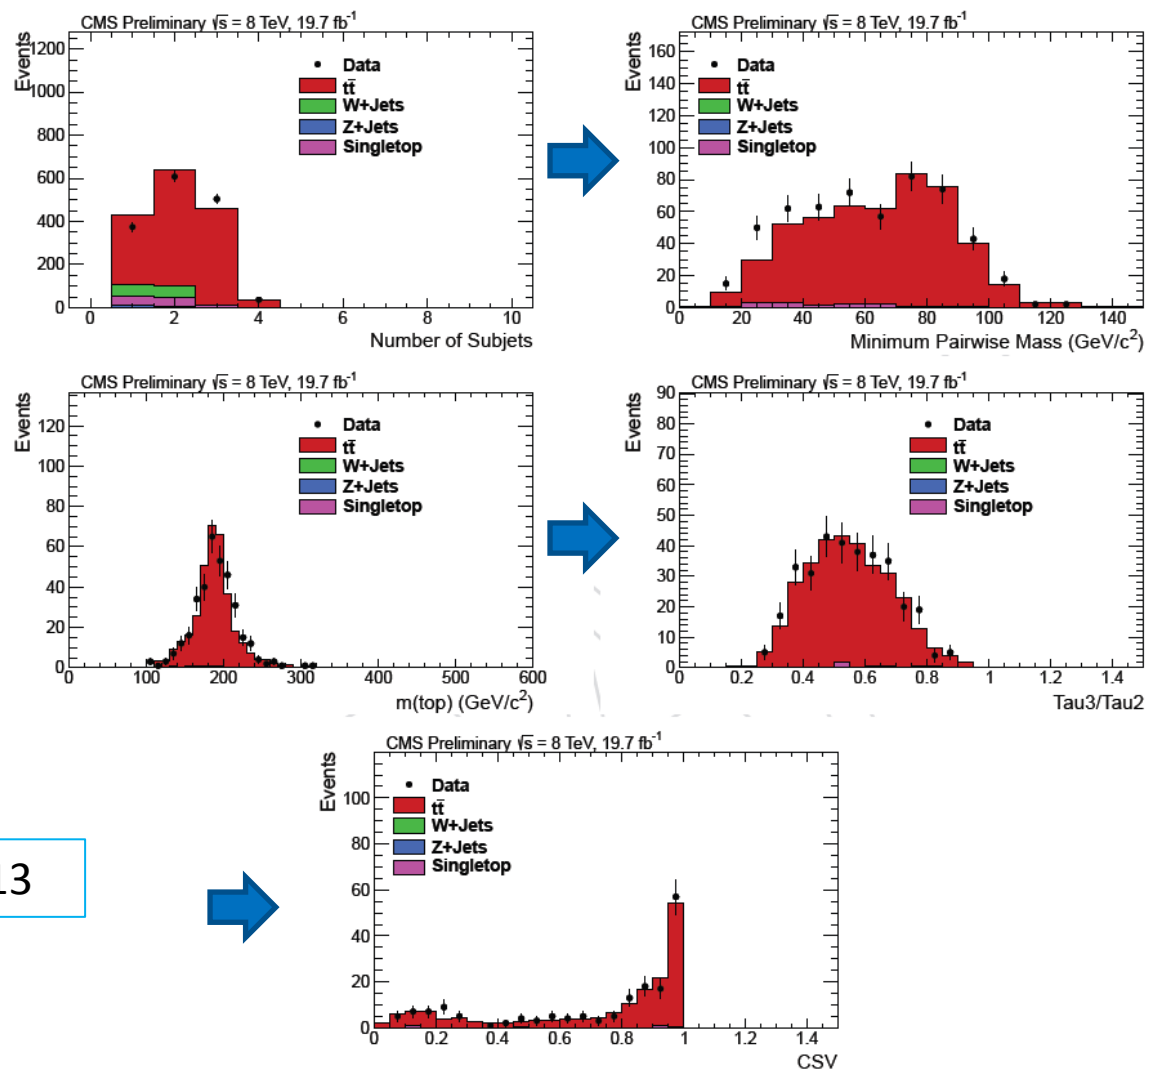 CMS Preliminary √s = 8 TeV, 19.7 fb⁻¹
Events
1200
1000
800
600
400
200
0
Data
tt̄
W+Jets
Z+Jets
Singletop
0 2 4 6 8 10
Number of Subjets
CMS Preliminary √s = 8 TeV, 19.7 fb⁻¹
Events
160
140
120
100
80
60
40
20
0
Data
tt̄
W+Jets
Z+Jets
Singletop
0 20 40 60 80 100 120 140
Minimum Pairwise Mass (GeV/c²)
CMS Preliminary √s = 8 TeV, 19.7 fb⁻¹
Events
120
100
80
60
40
20
0
Data
tt̄
W+Jets
Z+Jets
Singletop
0 100 200 300 400 500 600
m(top) (GeV/c²)
CMS Preliminary √s = 8 TeV, 19.7 fb⁻¹
Events
90
80
70
60
50
40
30
20
10
0
Data
tt̄
W+Jets
Z+Jets
Singletop
0 0.2 0.4 0.6 0.8 1 1.2 1.4
Tau3/Tau2
13
CMS Preliminary √s = 8 TeV, 19.7 fb⁻¹
Events
100
80
60
40
20
0
Data
tt̄
W+Jets
Z+Jets
Singletop
0 0.2 0.4 0.6 0.8 1 1.2 1.4
CSV